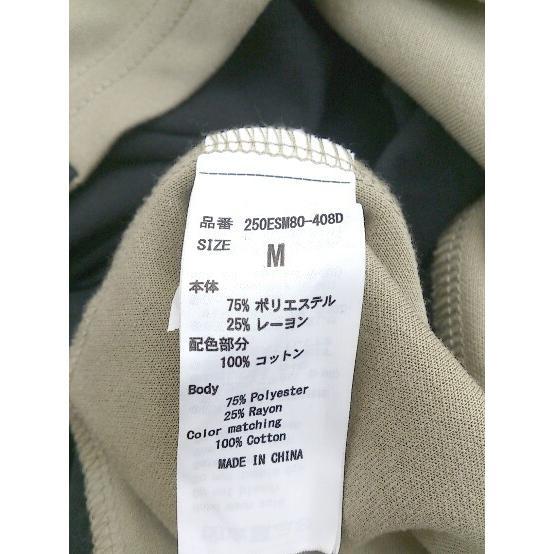 品番 250ESM80-408D
SIZE M
本体
75% ポリエステル
25% レーヨン
配色部分
100% コットン
Body
75% Polyester
25% Rayon
Color matching
100% Cotton
MADE IN CHINA